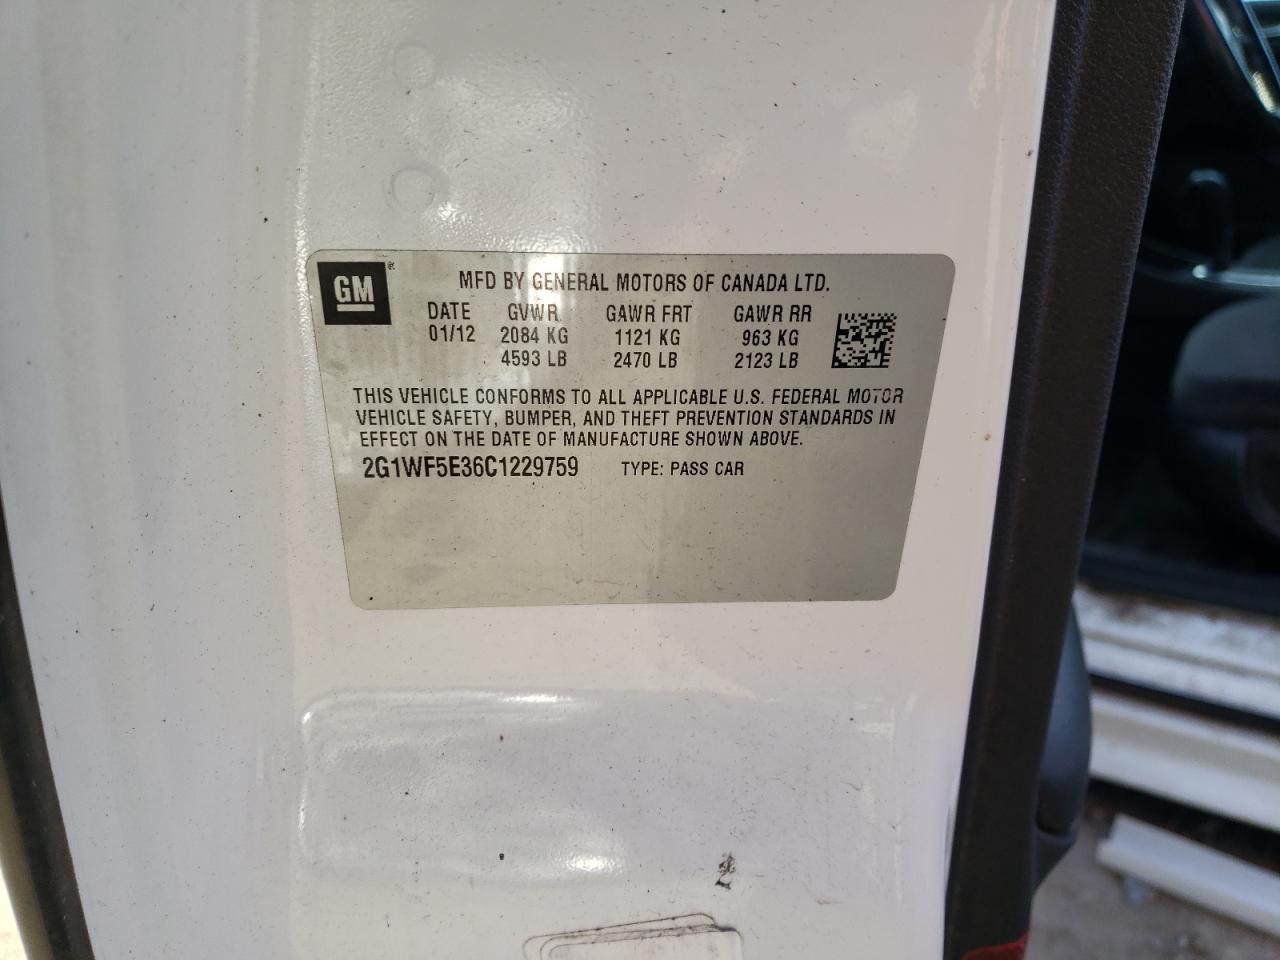 GM
MFD BY GENERAL MOTORS OF CANADA LTD.
DATE GVWR GAWR FRT GAWR RR
01/12 2084 KG 1121 KG 963 KG
4593 LB 2470 LB 2123 LB
THIS VEHICLE CONFORMS TO ALL APPLICABLE U.S. FEDERAL MOTOR
VEHICLE SAFETY, BUMPER, AND THEFT PREVENTION STANDARDS IN
EFFECT ON THE DATE OF MANUFACTURE SHOWN ABOVE.
2G1WF5E36C1229759 TYPE: PASS CAR